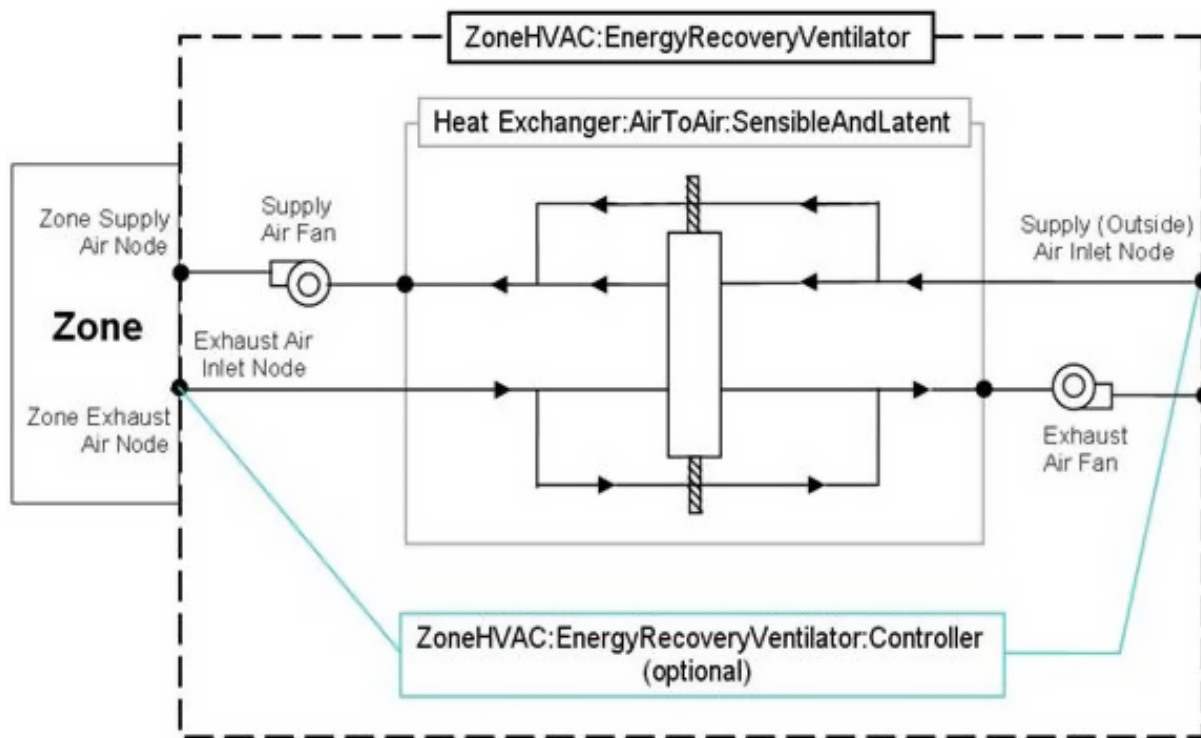 ZoneHVAC:EnergyRecoveryVentilator
Heat Exchanger:AirToAir:SensibleAndLatent
Zone Supply
Air Node
Supply
Air Fan
Supply (Outside)
Air Inlet Node
Zone
Exhaust Air
Inlet Node
Zone Exhaust
Air Node
Exhaust
Air Fan
ZoneHVAC:EnergyRecoveryVentilator:Controller
(optional)